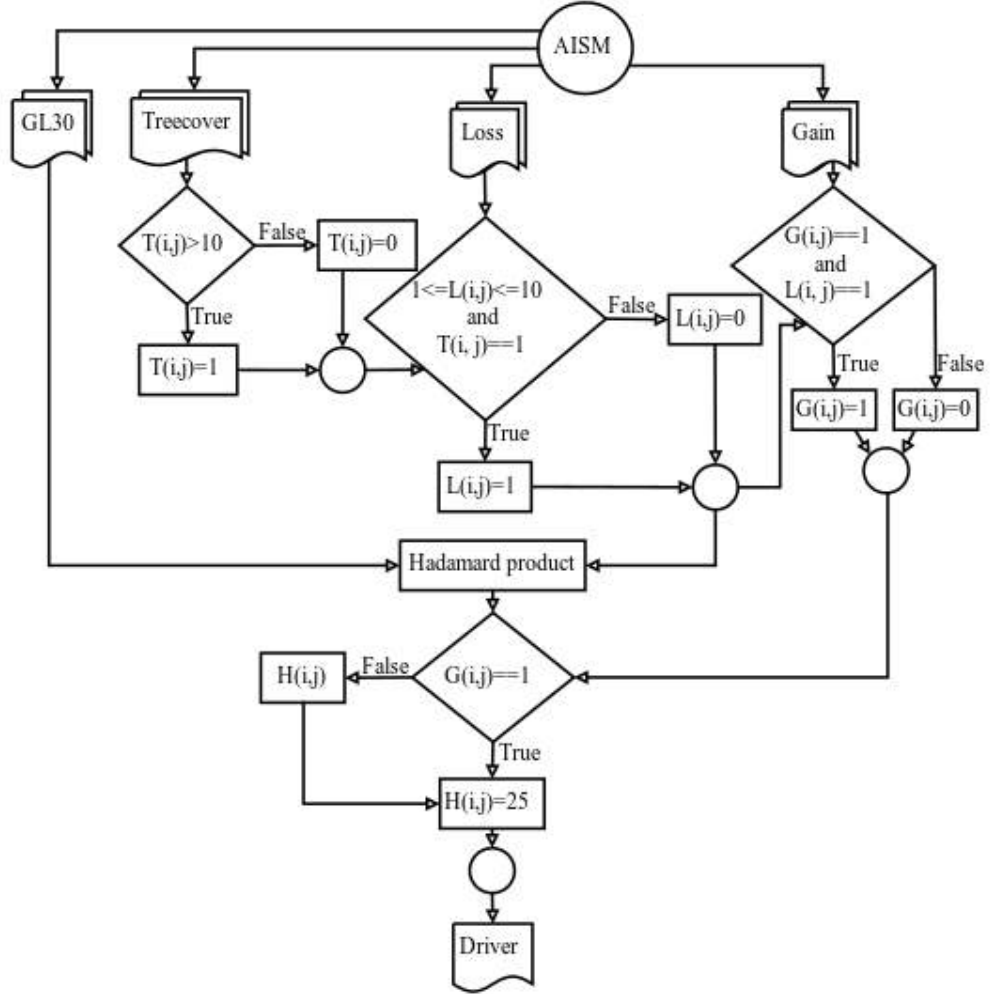 AISM
GL30
Treecover
Loss
Gain
T(i,j)>10
False
T(i,j)=0
True
T(i,j)=1
1<=L(i,j)<=10
and
T(i, j)==1
False
L(i,j)=0
True
L(i,j)=1
G(i,j)==1
and
L(i, j)==1
True
False
G(i,j)=1
G(i,j)=0
Hadamard product
G(i,j)==1
False
H(i,j)
True
H(i,j)=25
Driver